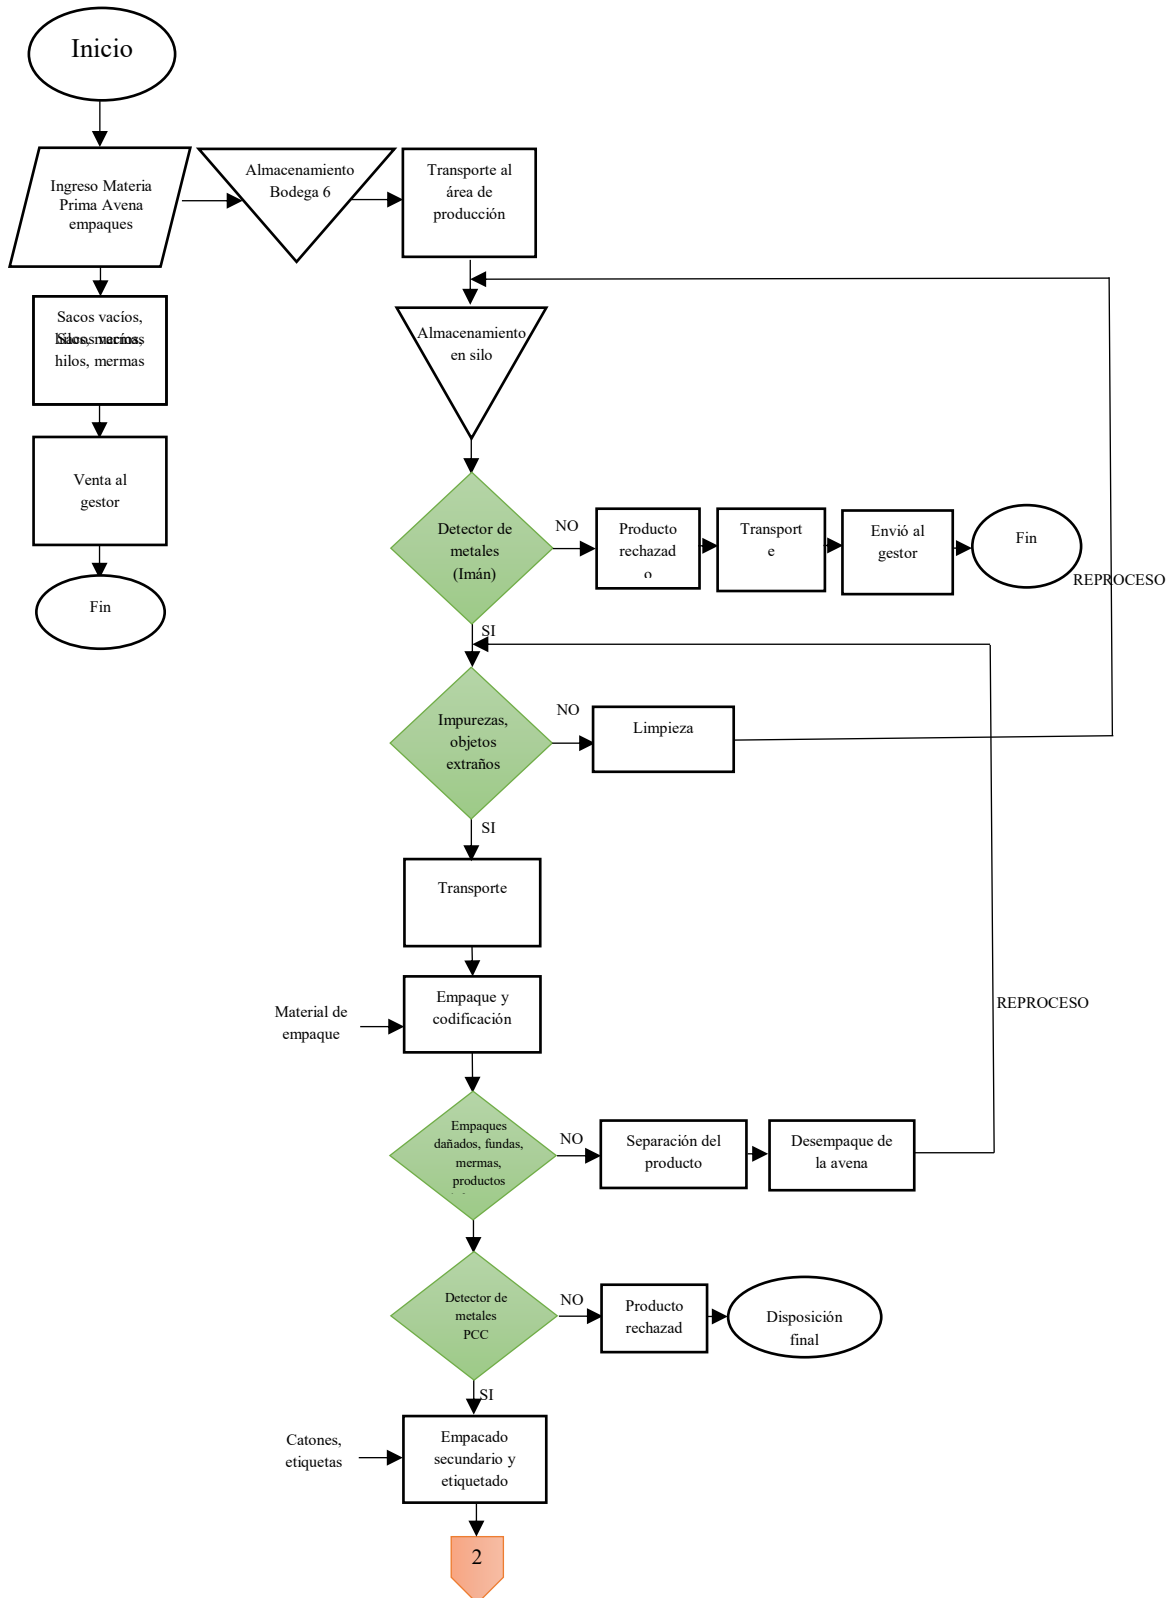 Inicio
Ingreso Materia
Prima Avena
empaques
Almacenamiento
Bodega 6
Transporte al
área de
producción
Sacos vacíos,
hilos, mermas
Almacenamiento
en silo
Venta al
gestor
Fin
Detector de
metales
(Imán)
NO
Producto
rechazad
o
Transport
e
Envió al
gestor
Fin
REPROCESO
SI
Impurezas,
objetos
extraños
NO
Limpieza
SI
Transporte
Material de
empaque
Empaque y
codificación
REPROCESO
Empaques
dañados, fundas,
mermas,
productos
NO
Separación del
producto
Desempaque de
la avena
Detector de
metales
PCC
NO
Producto
rechazad
Disposición
final
SI
Catones,
etiquetas
Empacado
secundario y
etiquetado
2